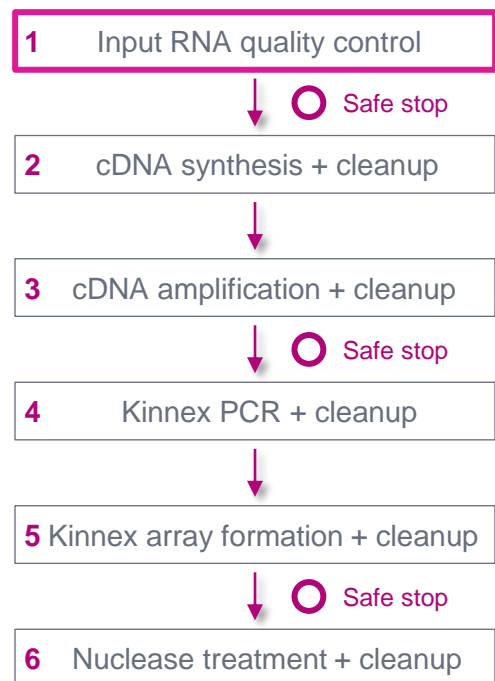 1 Input RNA quality control
Safe stop
2 cDNA synthesis + cleanup
3 cDNA amplification + cleanup
Safe stop
4 Kinnex PCR + cleanup
5 Kinnex array formation + cleanup
Safe stop
6 Nuclease treatment + cleanup